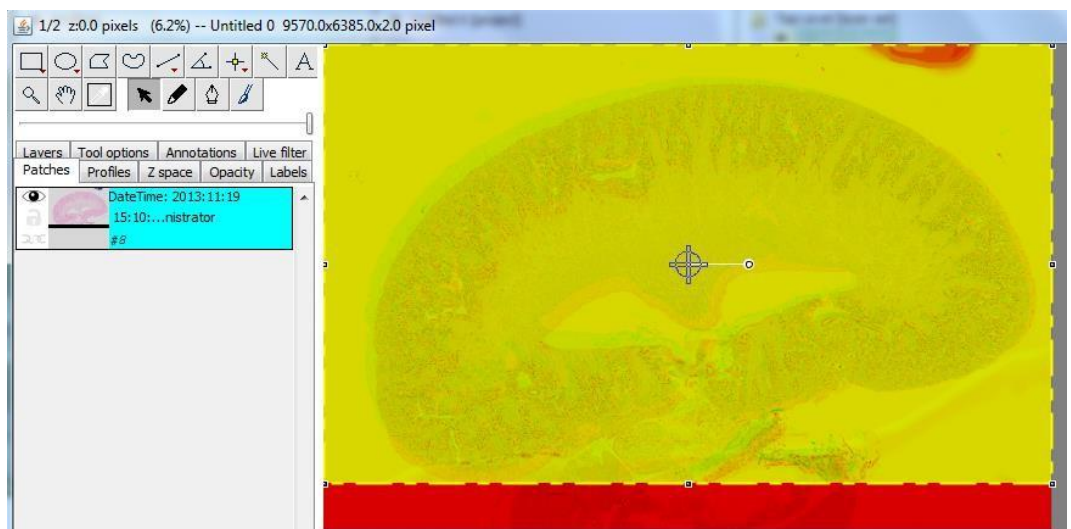 1/2 z:0.0 pixels (6.2%) -- Untitled 0 9570.0x6385.0x2.0 pixel
A
Layers Tool options Annotations Live filter
Patches Profiles Z space Opacity Labels
DateTime: 2013:11:19
15:10:...nistrator
#8